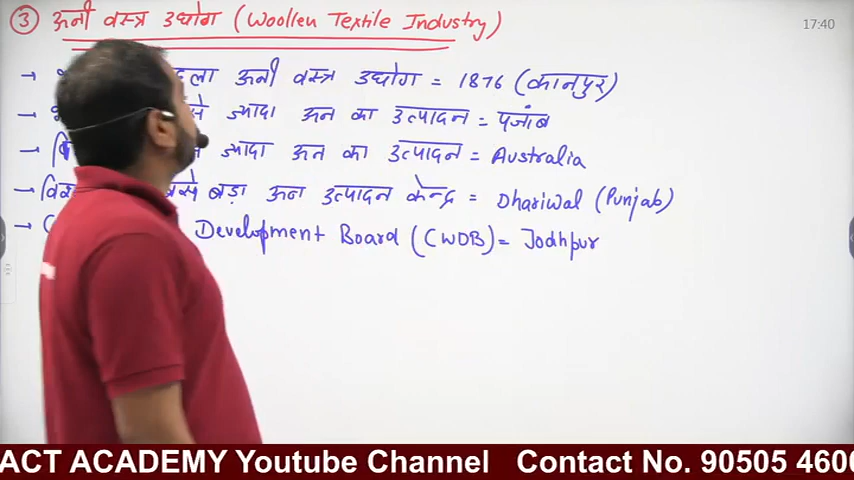 ③ ऊनी वस्त्र उद्योग (Woollen Textile Industry)
17:40
→ ऊनी वस्त्र उद्योग = 1876 (कानपुर)
→ ज्यादा ऊन का उत्पादन = पंजाब
→ ज्यादा ऊन का उत्पादन = Australia
→ बड़ा ऊन उत्पादन केन्द्र = Dhariwal (Punjab)
→ Development Board (CWDB) = Jodhpur
ACT ACADEMY Youtube Channel Contact No. 90505 4600